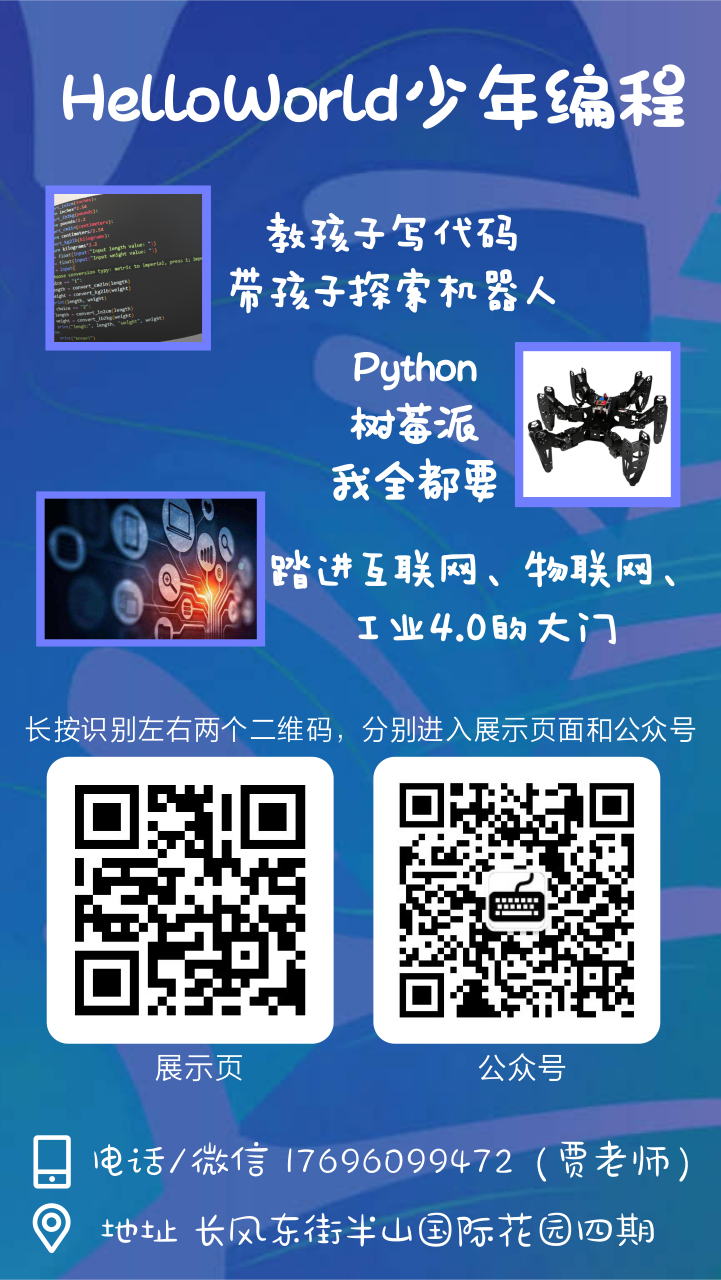 HelloWorld少年编程
教孩子写代码
带孩子探索机器人
Python
树莓派
我全都要
踏进互联网、物联网、
工业4.0的大门
长按识别左右两个二维码，分别进入展示页面和公众号
展示页
公众号
电话/微信 17696099472（贾老师）
地址 长风东街半山国际花园四期